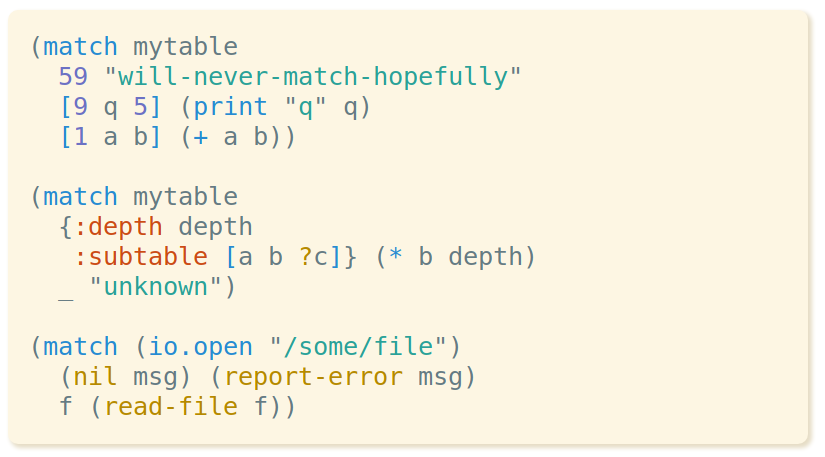 (match mytable
  59 "will-never-match-hopefully"
  [9 q 5] (print "q" q)
  [1 a b] (+ a b))

(match mytable
  {:depth depth
   :subtable [a b ?c]} (* b depth)
  _ "unknown")

(match (io.open "/some/file")
  (nil msg) (report-error msg)
  f (read-file f))